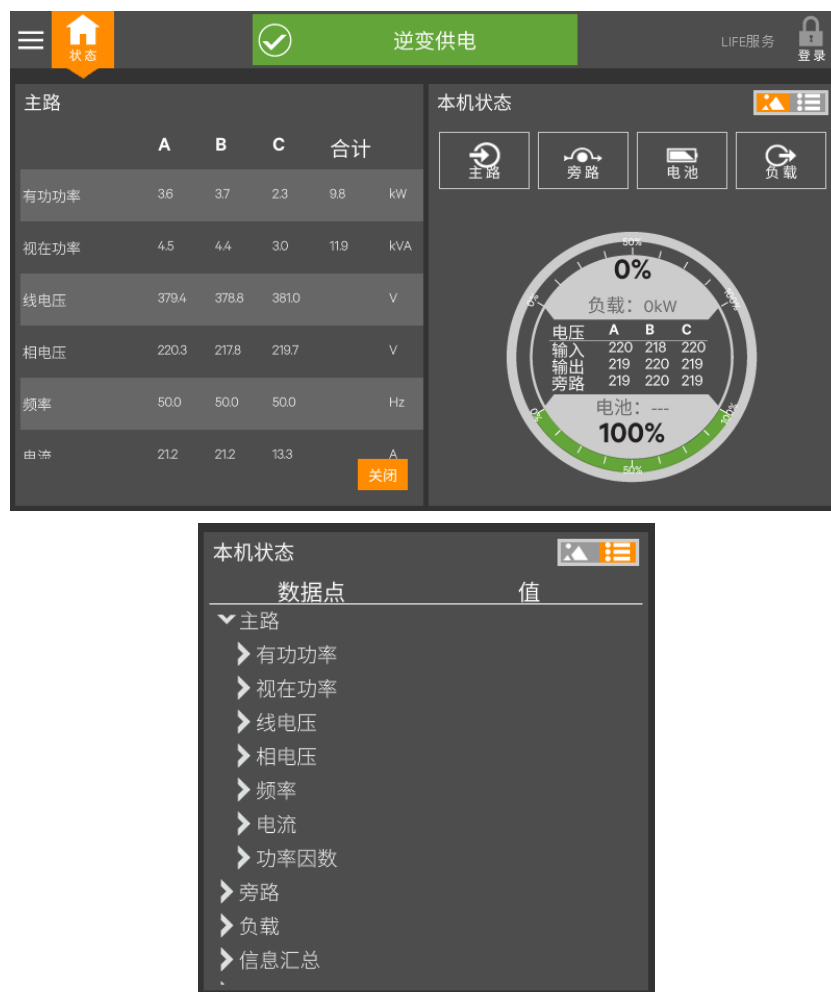 状态
逆变供电
LIFE服务
登录
主路
A B C 合计
有功功率 3.6 3.7 2.3 9.8 kW
视在功率 4.5 4.4 3.0 11.9 kVA
线电压 379.4 378.8 381.0 V
相电压 220.3 217.8 219.7 V
频率 50.0 50.0 50.0 Hz
电流 21.2 21.2 13.3 A
关闭
本机状态
主路 旁路 电池 负载
50%
0%
0% 100%
负载：0kW
电压 A B C
输入 220 218 220
输出 219 220 219
旁路 219 220 219
电池：---
0% 100%
100%
50%
本机状态
数据点 值
主路
有功功率
视在功率
线电压
相电压
频率
电流
功率因数
旁路
负载
信息汇总